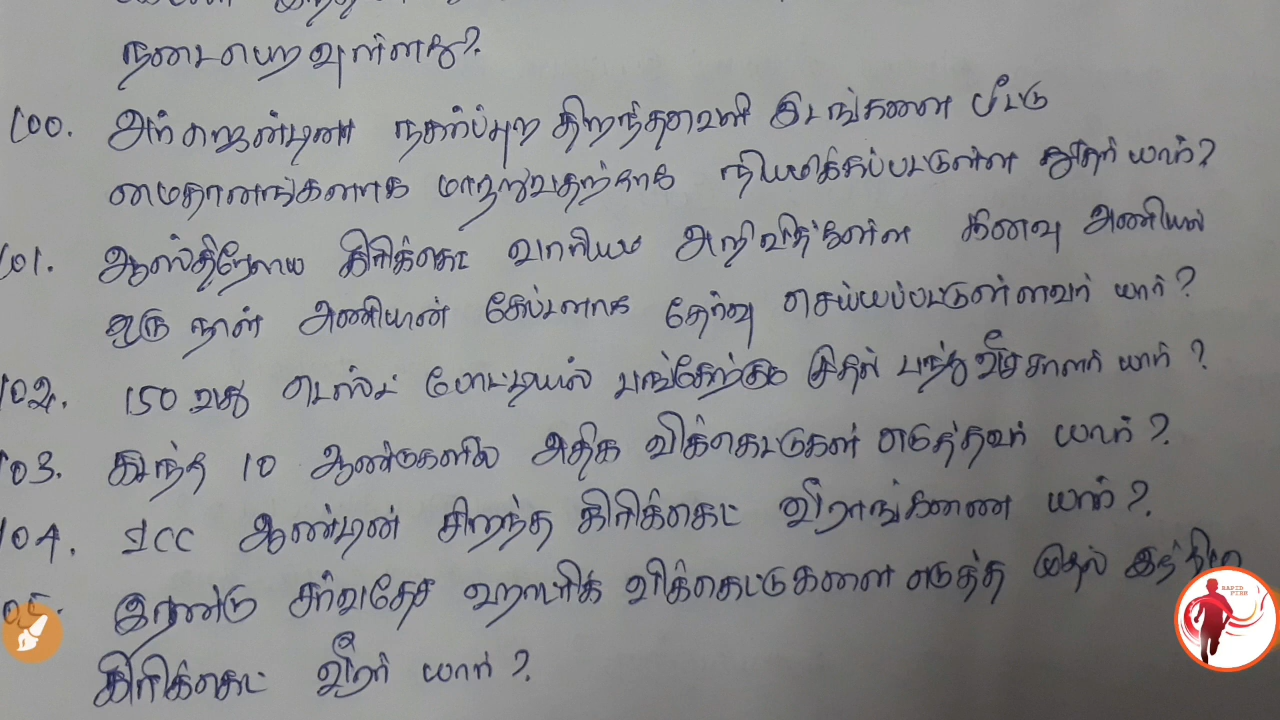 நடைபெறவுள்ளது?
100. அர்ஜென்டினா நகர்ப்புற திறந்தவெளி இடங்களை மீட்டு
மைதானங்களாக மாற்றுவதற்காக நியமிக்கப்பட்டுள்ள தூதர் யார்?
101. ஆஸ்திரேலிய கிரிக்கெட் வாரியம் அறிவித்துள்ள கனவு அணியில்
ஒரு நாள் அணியின் கேப்டனாக தேர்வு செய்யப்பட்டுள்ளவர் யார்?
102. 150 வது டெஸ்ட் போட்டியில் பங்கேற்கும் முதல் பந்து வீச்சாளர் யார்?
103. கடந்த 10 ஆண்டுகளில் அதிக விக்கெட்டுகள் எடுத்தவர் யார்?
104. ICC ஆண்டின் சிறந்த கிரிக்கெட் வீராங்கனை யார்?
05. இரண்டு சர்வதேச ஹாட்ரிக் விக்கெட்டுகளை எடுத்த முதல் இந்திய
கிரிக்கெட் வீரர் யார்?
RAPID
FIRE